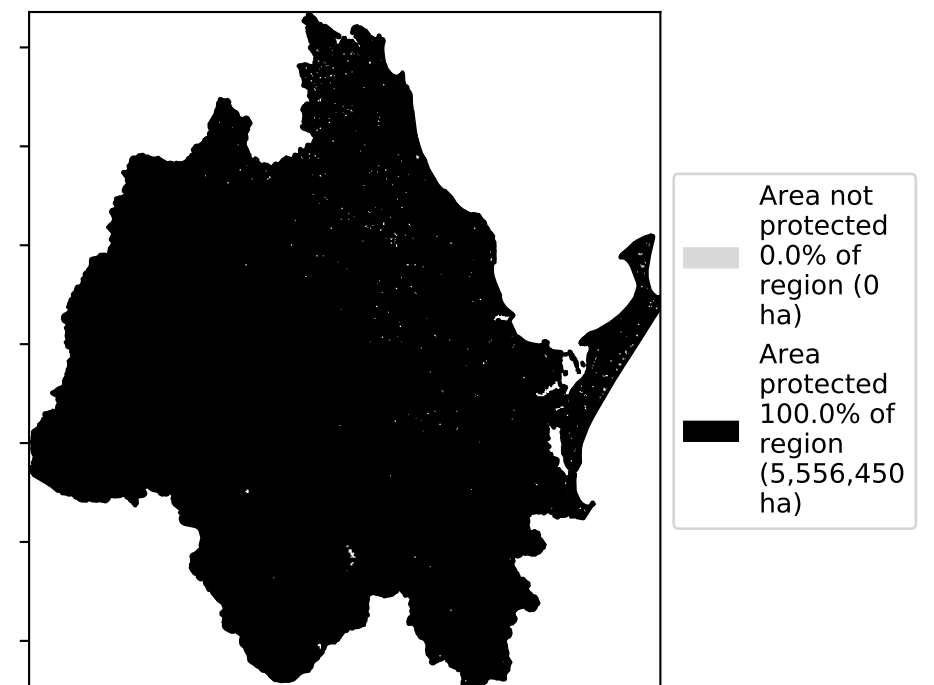 Area not
protected
0.0% of
region (0
ha)
Area
protected
100.0% of
region
(5,556,450
ha)